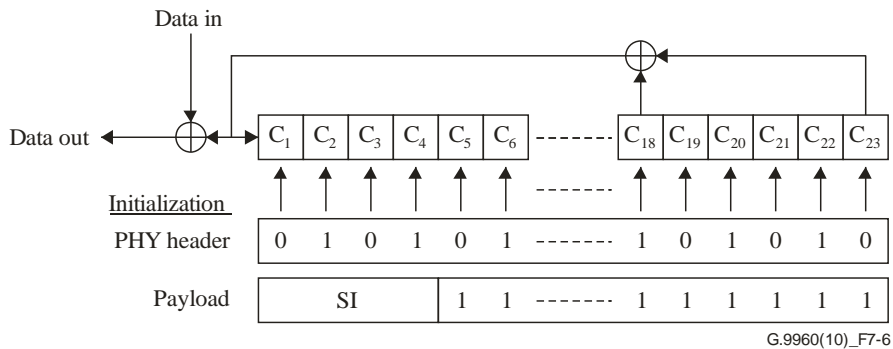 Data in
Data out
C1 C2 C3 C4 C5 C6 C18 C19 C20 C21 C22 C23
Initialization
PHY header 0 1 0 1 0 1 1 0 1 0 1 0
Payload SI 1 1 1 1 1 1 1 1
G.9960(10)_F7-6